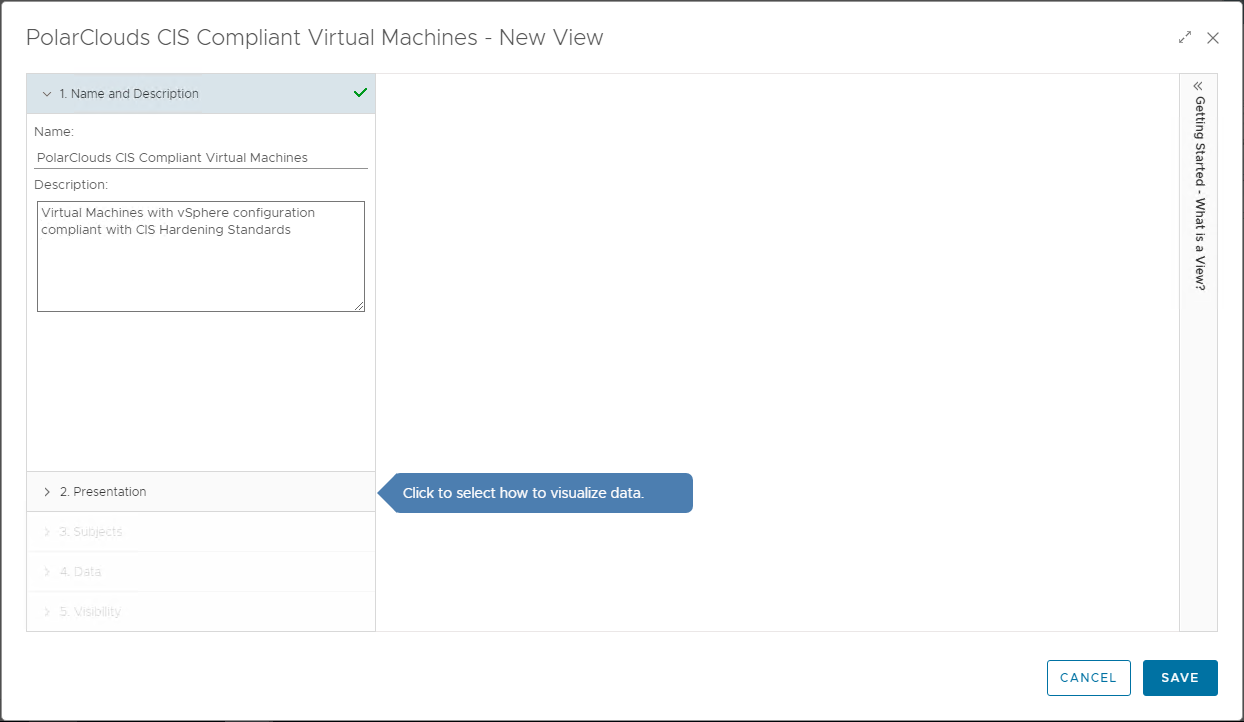 PolarClouds CIS Compliant Virtual Machines - New View
1. Name and Description
Name:
PolarClouds CIS Compliant Virtual Machines
Description:
Virtual Machines with vSphere configuration
compliant with CIS Hardening Standards
2. Presentation
Click to select how to visualize data.
3. Subjects
4. Data
5. Visibility
Getting Started - What is a View?
CANCEL
SAVE